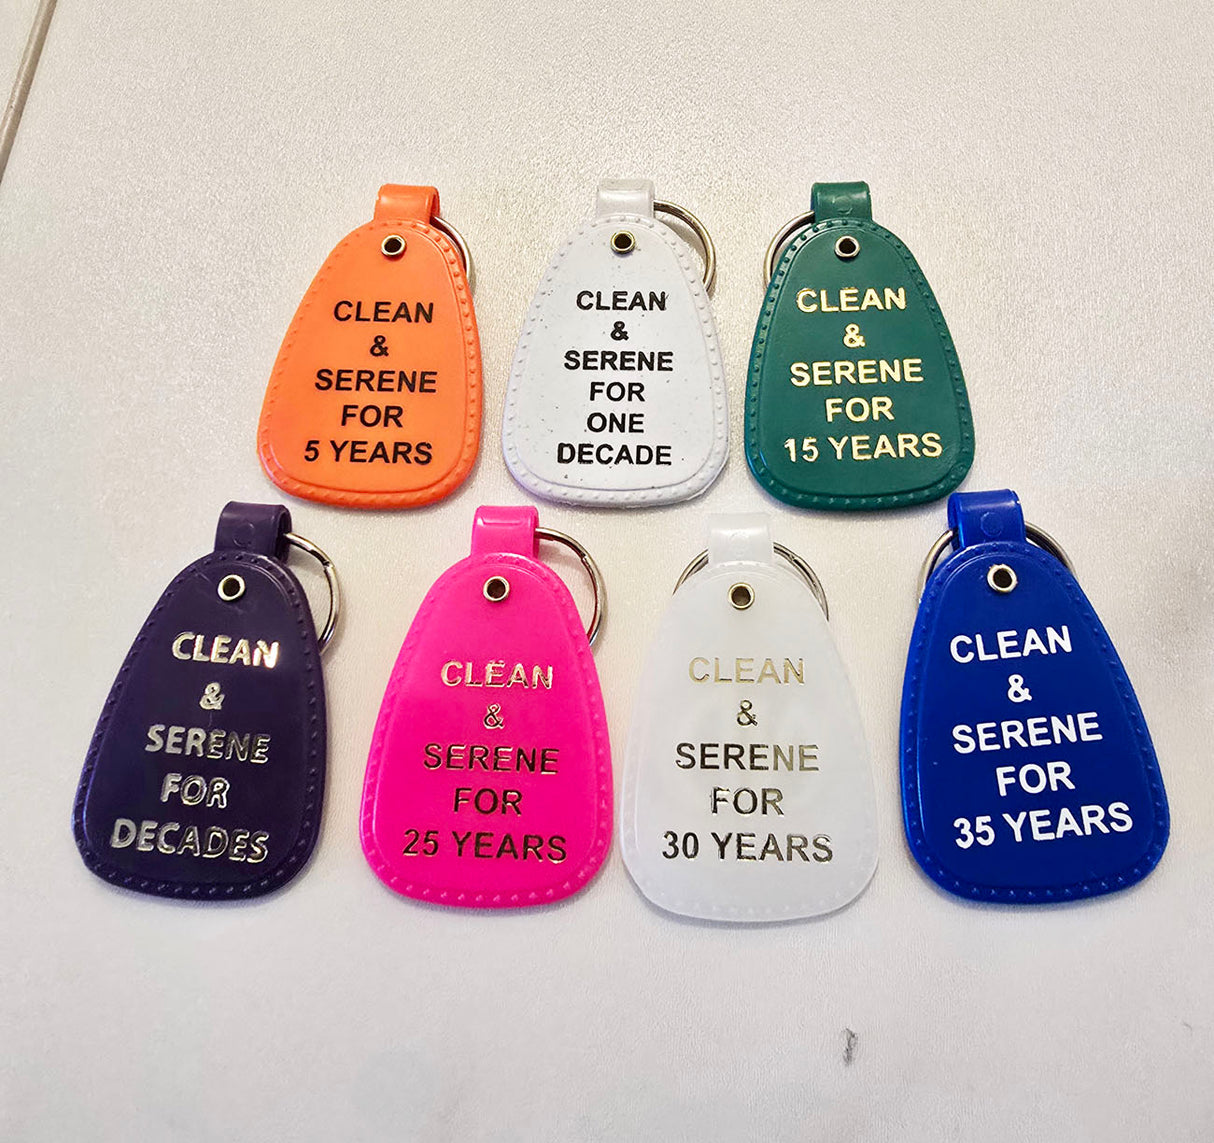 CLEAN
&
SERENE
FOR
5 YEARS
CLEAN
&
SERENE
FOR
ONE
DECADE
CLEAN
&
SERENE
FOR
15 YEARS
CLEAN
&
SERENE
FOR
DECADES
CLEAN
&
SERENE
FOR
25 YEARS
CLEAN
&
SERENE
FOR
30 YEARS
CLEAN
&
SERENE
FOR
35 YEARS